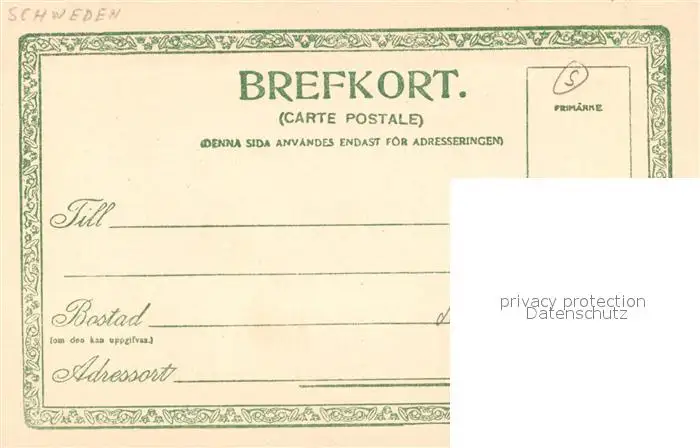 SCHWEDEN
BREFKORT.
S
FRIMÄRKE
(CARTE POSTALE)
(DENNA SIDA ANVÄNDES ENDAST FÖR ADRESSERINGEN)
Till
privacy protection
Datenschutz
Bostad
(om den kan uppgifvas.)
Adressort